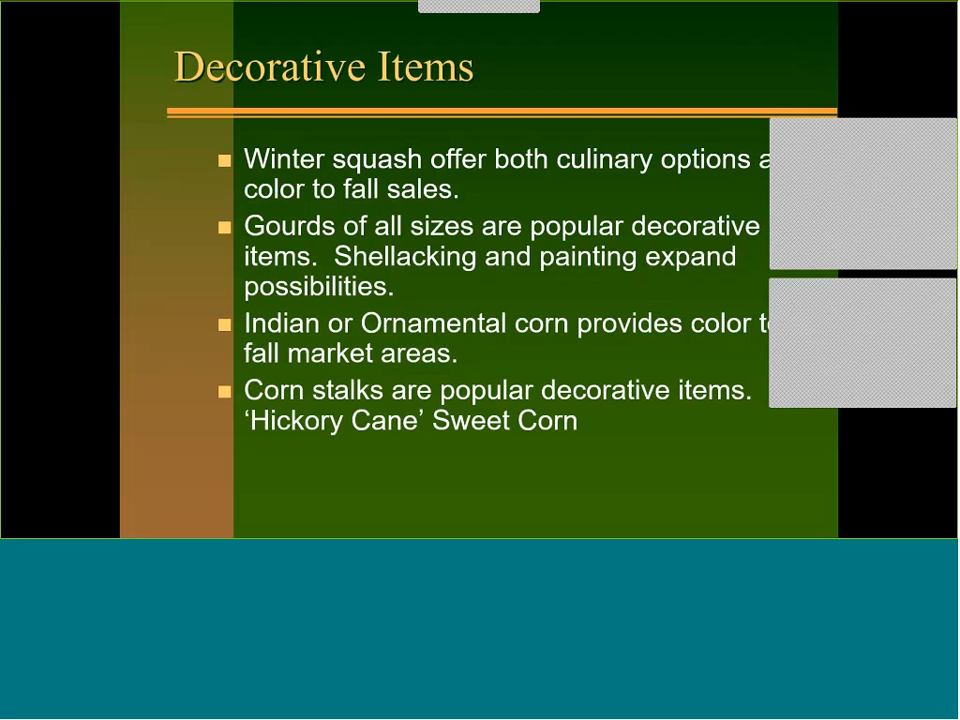 Decorative Items
Winter squash offer both culinary options
color to fall sales.
Gourds of all sizes are popular decorative
items.  Shellacking and painting expand
possibilities.
Indian or Ornamental corn provides color
fall market areas.
Corn stalks are popular decorative items.
‘Hickory Cane’ Sweet Corn